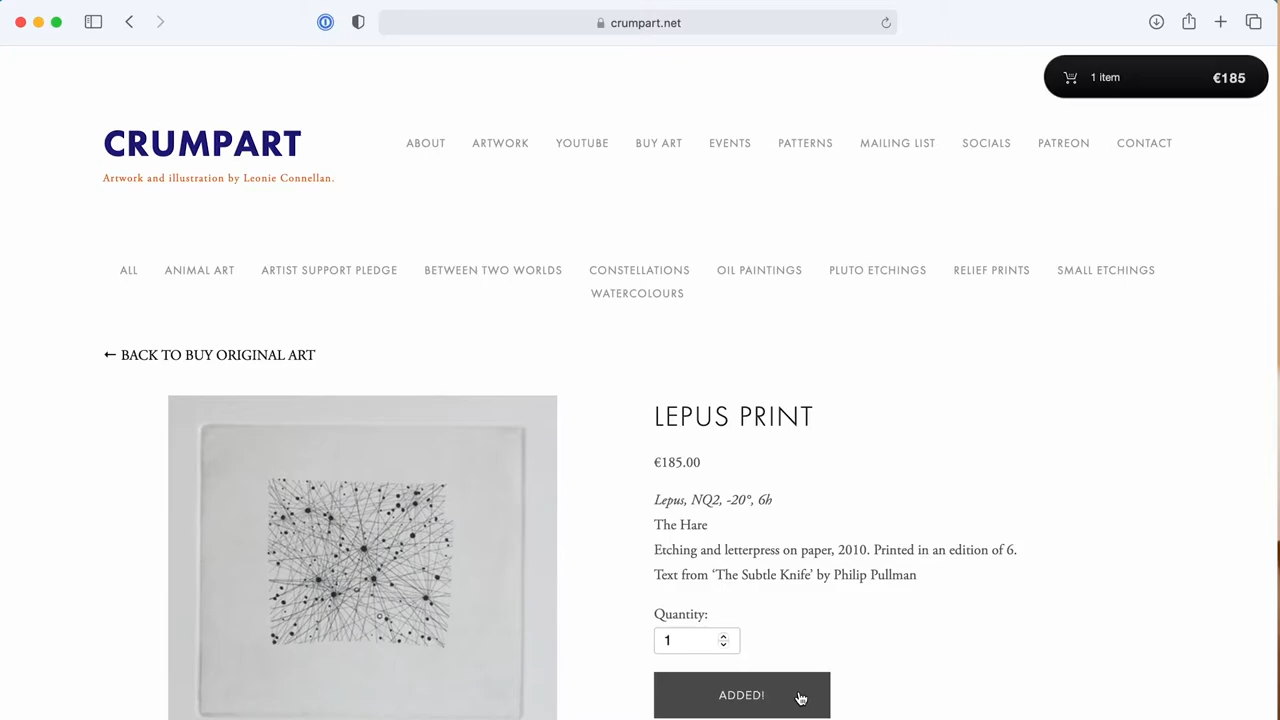 crumpart.net
1 item €185
CRUMPART
Artwork and illustration by Leonie Connellan.
ABOUT ARTWORK YOUTUBE BUY ART EVENTS PATTERNS MAILING LIST SOCIALS PATREON CONTACT
ALL ANIMAL ART ARTIST SUPPORT PLEDGE BETWEEN TWO WORLDS CONSTELLATIONS OIL PAINTINGS PLUTO ETCHINGS RELIEF PRINTS SMALL ETCHINGS
WATERCOLOURS
← BACK TO BUY ORIGINAL ART
LEPUS PRINT
€185.00
Lepus, NQ2, -20°, 6h
The Hare
Etching and letterpress on paper, 2010. Printed in an edition of 6.
Text from ‘The Subtle Knife’ by Philip Pullman
Quantity:
1
ADDED!